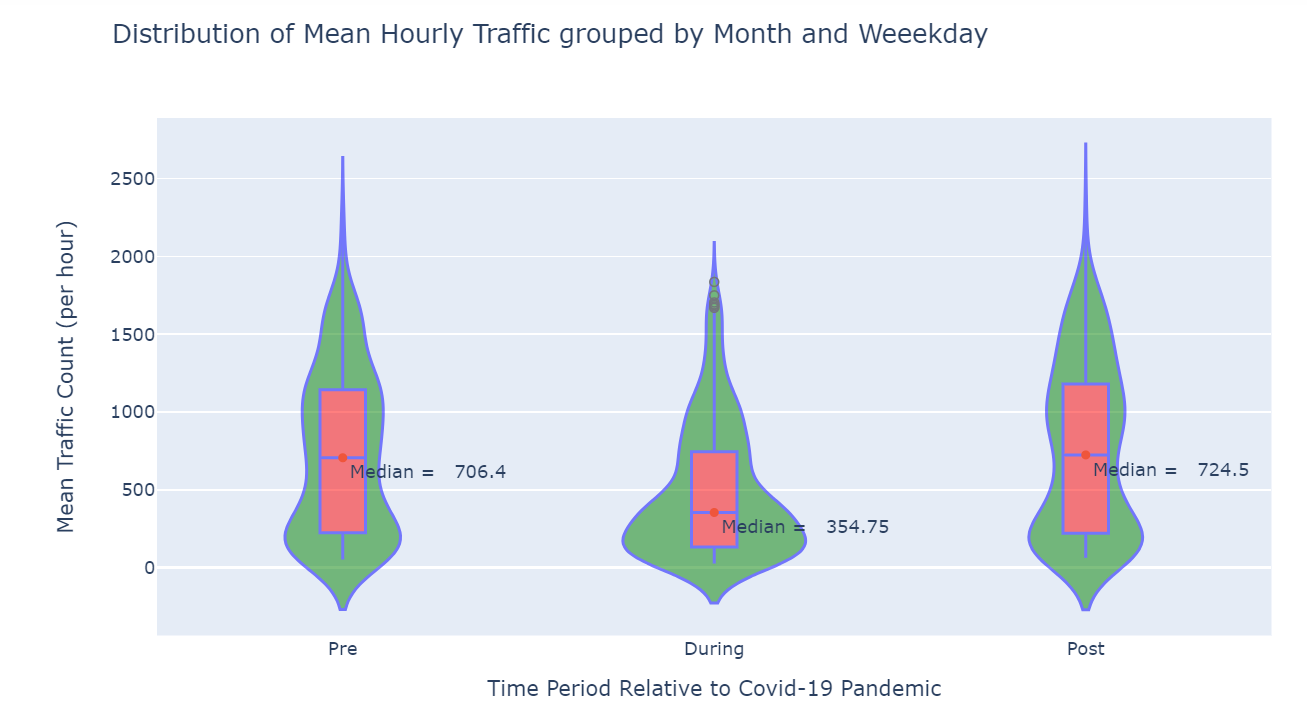 Distribution of Mean Hourly Traffic grouped by Month and Weeekday
Mean Traffic Count (per hour)
2500
2000
1500
1000
500
0
Median = 706.4
Median = 354.75
Median = 724.5
Pre
During
Post
Time Period Relative to Covid-19 Pandemic